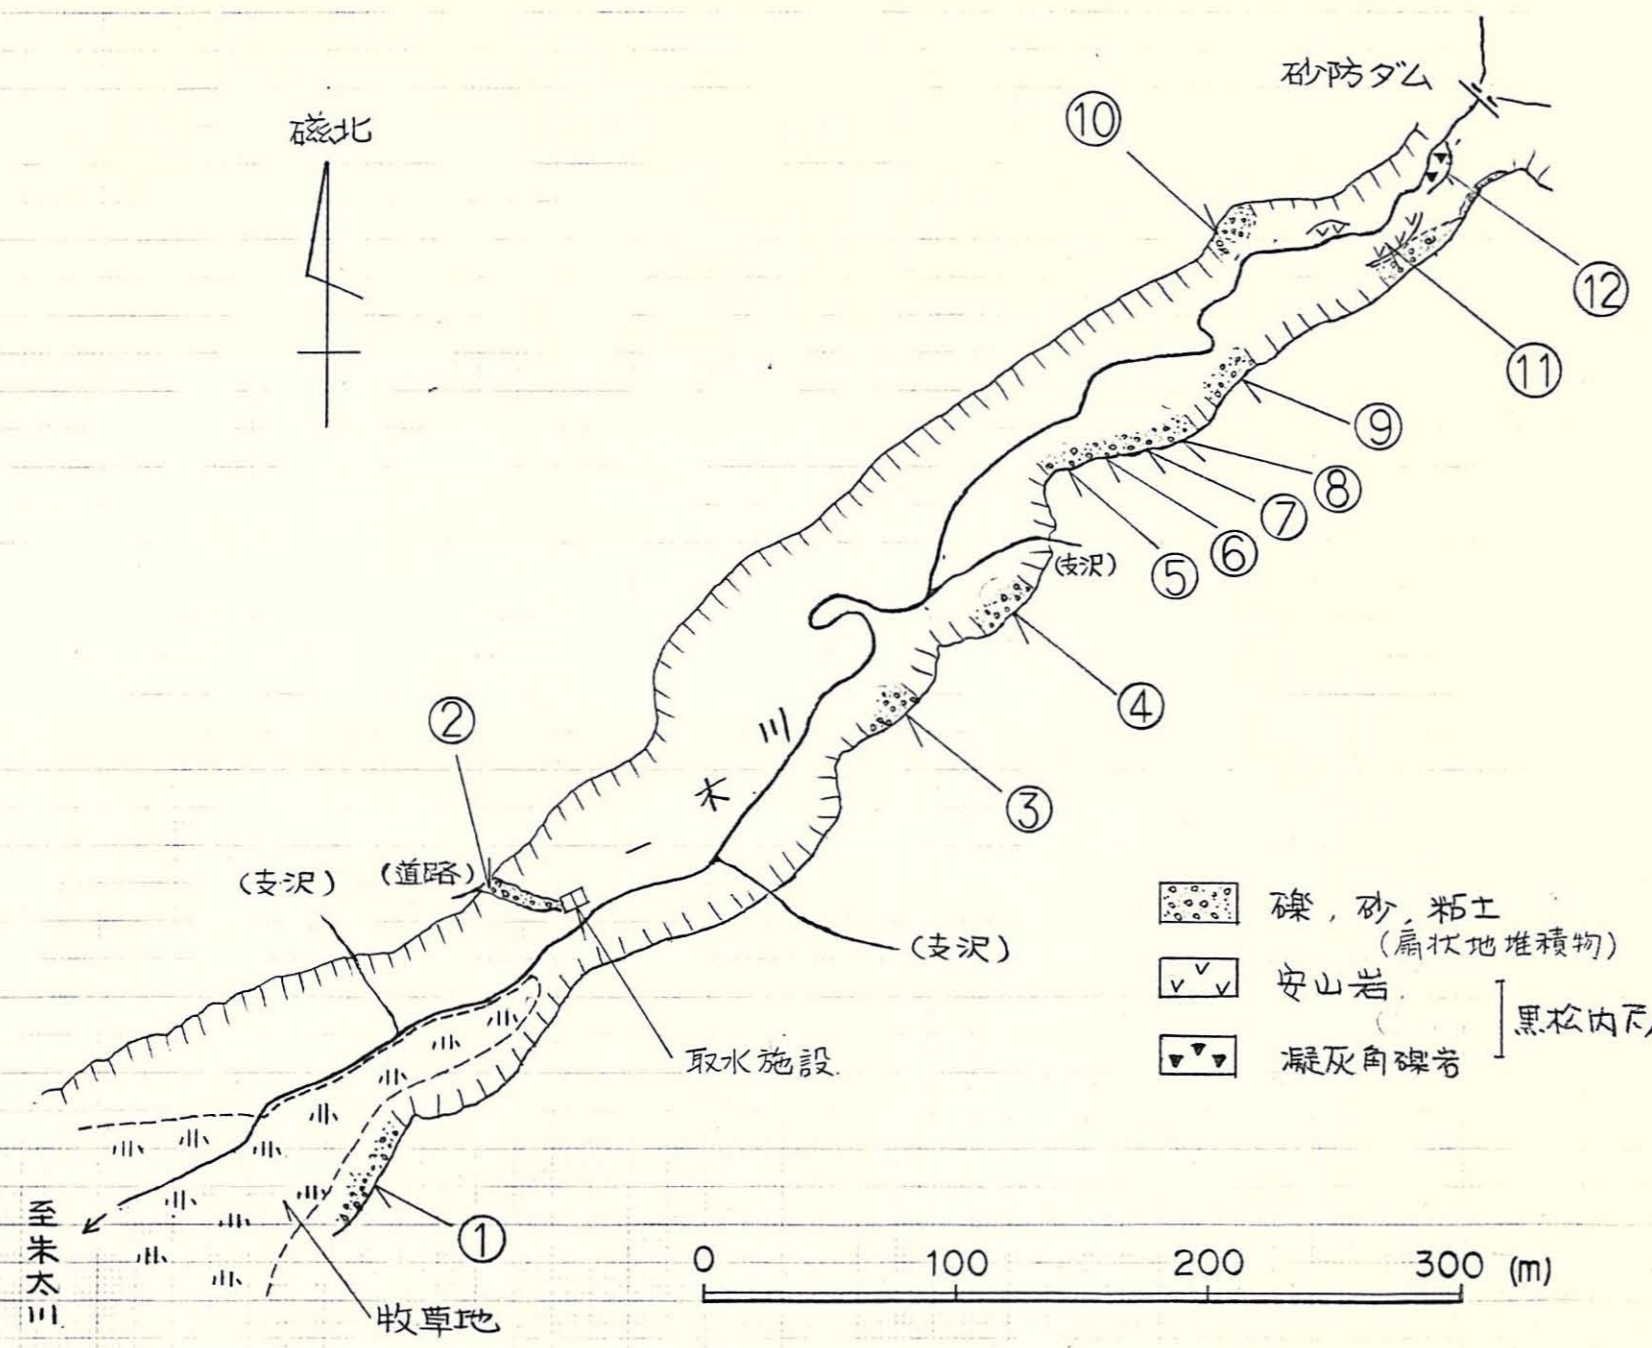 砂防ダム
磁北
⑩
⑫
⑪
⑨
⑧
⑦
⑥
⑤
(支沢)
④
②
川
木
一
③
(支沢)
(道路)
(支沢)
礫,砂,粘土
(扇状地堆積物)
安山岩
黒松内
凝灰角礫岩
取水施設
①
至朱太川
牧草地
0 100 200 300 (m)